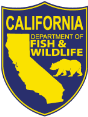 CALIFORNIA
DEPARTMENT OF
FISH &
WILDLIFE